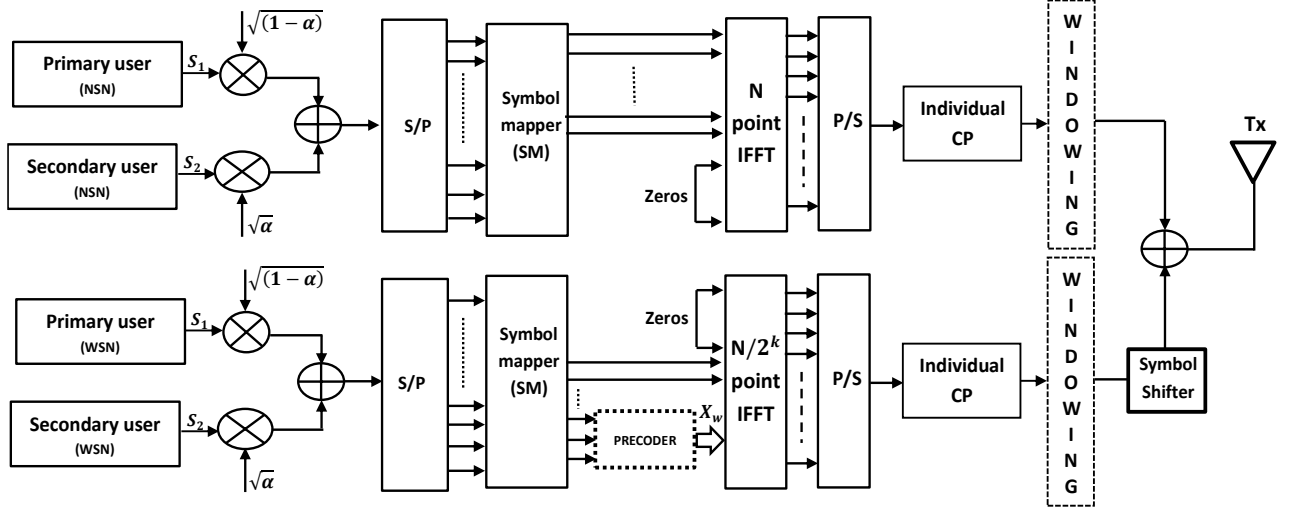 √(1 − α)
Primary user
(NSN)
S₁
Secondary user
(NSN)
S₂
√α
S/P
Symbol
mapper
(SM)
Zeros
N
point
IFFT
P/S
Individual
CP
W
I
N
D
O
W
I
N
G
Tx
√(1 − α)
Primary user
(WSN)
S₁
Secondary user
(WSN)
S₂
√α
S/P
Symbol
mapper
(SM)
PRECODER
X_w
Zeros
N/2ᵏ
point
IFFT
P/S
Individual
CP
W
I
N
D
O
W
I
N
G
Symbol
Shifter